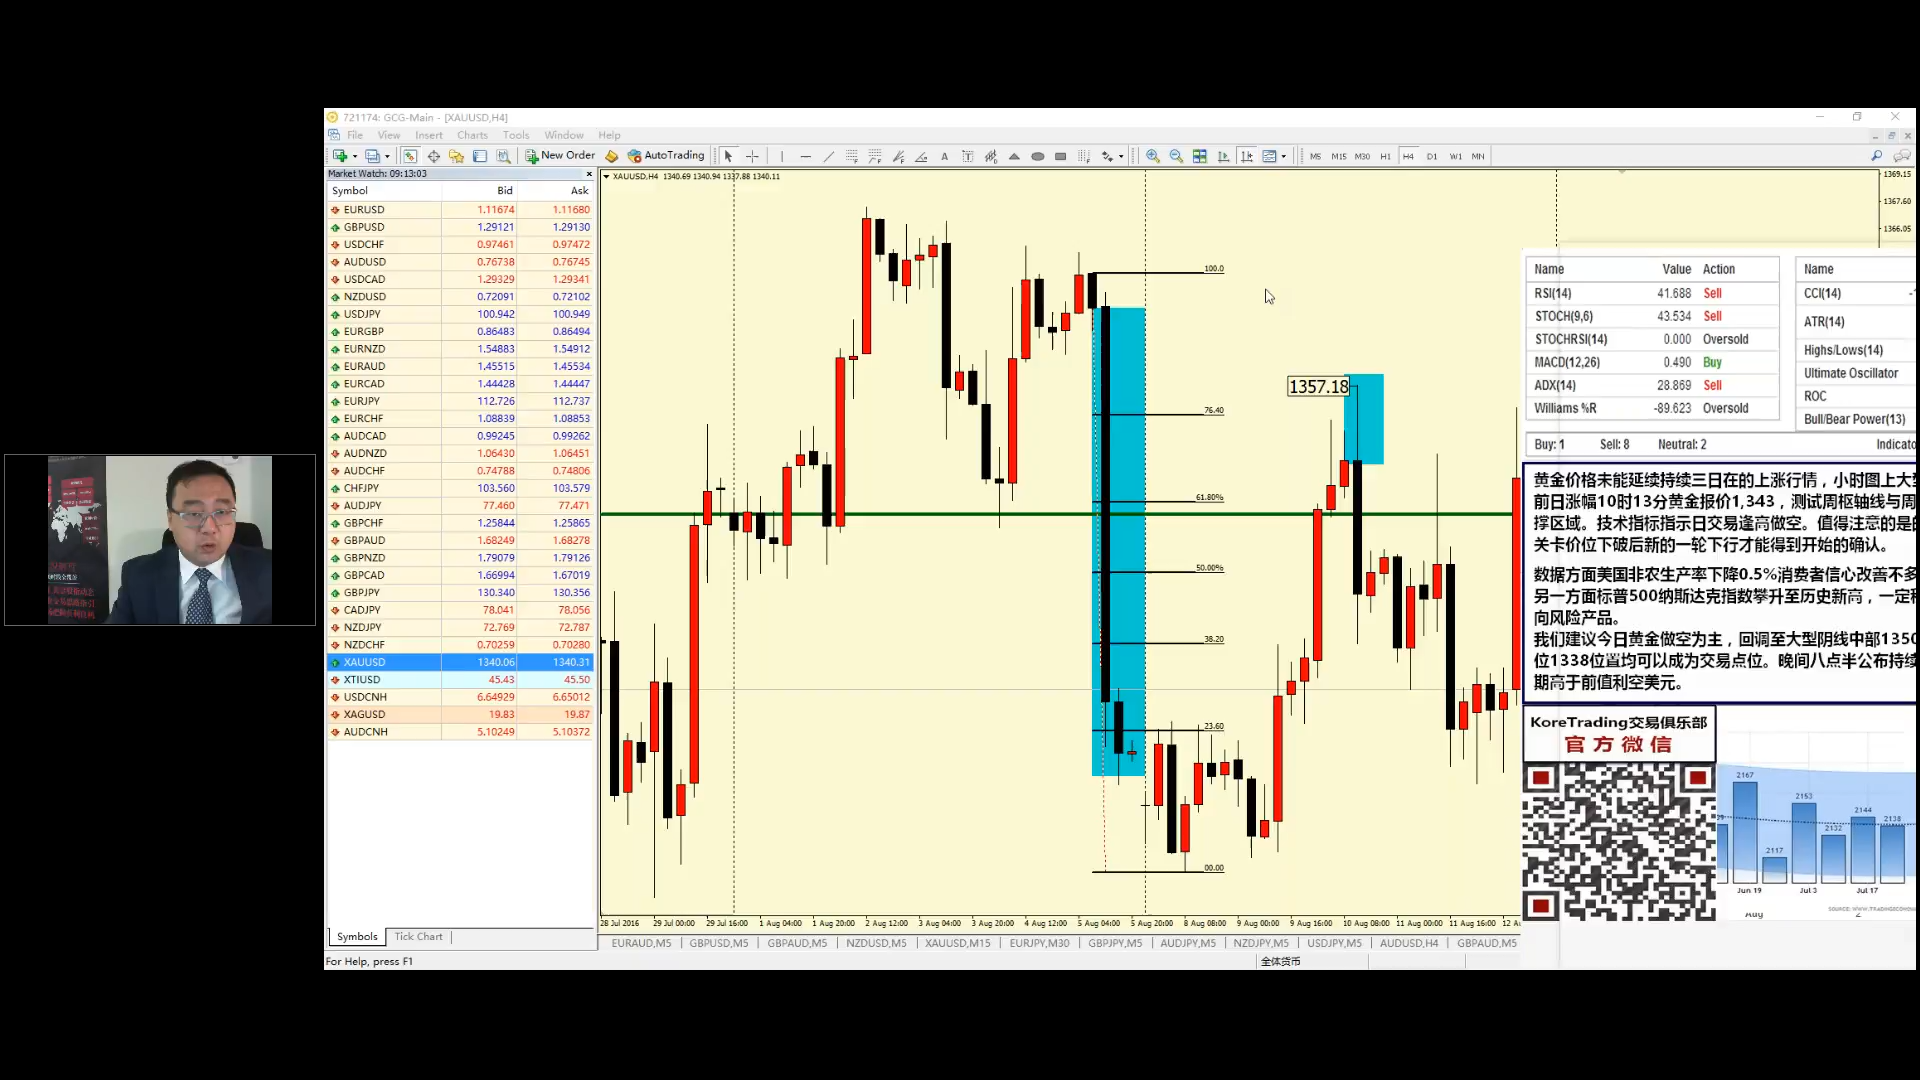 721174: GCG-Main - [XAUUSD,H4]
File View Insert Charts Tools Window Help
New Order AutoTrading A T M5 M15 M30 H1 H4 D1 W1 MN
Market Watch: 09:13:03
Symbol Bid Ask
EURUSD 1.11674 1.11680
GBPUSD 1.29121 1.29130
USDCHF 0.97461 0.97472
AUDUSD 0.76738 0.76745
USDCAD 1.29329 1.29341
NZDUSD 0.72091 0.72102
USDJPY 100.942 100.949
EURGBP 0.86483 0.86494
EURNZD 1.54883 1.54912
EURAUD 1.45515 1.45534
EURCAD 1.44428 1.44447
EURJPY 112.726 112.737
EURCHF 1.08839 1.08853
AUDCAD 0.99245 0.99262
AUDNZD 1.06430 1.06451
AUDCHF 0.74788 0.74806
CHFJPY 103.560 103.579
AUDJPY 77.460 77.471
GBPCHF 1.25844 1.25865
GBPAUD 1.68249 1.68278
GBPNZD 1.79079 1.79126
GBPCAD 1.66994 1.67019
GBPJPY 130.340 130.356
CADJPY 78.041 78.056
NZDJPY 72.769 72.787
NZDCHF 0.70259 0.70280
XAUUSD 1340.06 1340.31
XTIUSD 45.43 45.50
USDCNH 6.64929 6.65012
XAGUSD 19.83 19.87
AUDCNH 5.10249 5.10372
Symbols Tick Chart
For Help, press F1
XAUUSD,H4 1340.69 1340.94 1337.88 1340.11
1369.15
1367.60
1366.05
100.0
76.40
61.80%
50.00%
38.20
23.60
00.00
1357.18
28 Jul 2016 29 Jul 00:00 29 Jul 16:00 1 Aug 04:00 1 Aug 20:00 2 Aug 12:00 3 Aug 04:00 4 Aug 12:00 5 Aug 04:00 5 Aug 20:00 8 Aug 08:00 9 Aug 00:00 9 Aug 16:00 10 Aug 08:00 11 Aug 00:00 11 Aug 16:00 12 A
EURAUD,M5 GBPUSD,M5 GBPAUD,M5 NZDUSD,M5 XAUUSD,M15 EURJPY,M30 GBPJPY,M5 AUDJPY,M5 NZDJPY,M5 USDJPY,M5 AUDUSD,H4 GBPAUD,M5
全体货币
Name Value Action
RSI(14) 41.688 Sell
STOCH(9,6) 43.534 Sell
STOCHRSI(14) 0.000 Oversold
MACD(12,26) 0.490 Buy
ADX(14) 28.869 Sell
Williams %R -89.623 Oversold
Name
CCI(14)
ATR(14)
Highs/Lows(14)
Ultimate Oscillator
ROC
Bull/Bear Power(13)
Buy: 1 Sell: 8 Neutral: 2 Indicato
黄金价格未能延续持续三日在的上涨行情，小时图上大
前日涨幅10时13分黄金报价1,343，测试周枢轴线与周
撑区域。技术指标指示日交易逢高做空。值得注意的是
关卡价位下破后新的一轮下行才能得到开始的确认。
数据方面美国非农生产率下降0.5%消费者信心改善不多
另一方面标普500纳斯达克指数攀升至历史新高，一定
向风险产品。
我们建议今日黄金做空为主，回调至大型阴线中部1350
位1338位置均可以成为交易点位。晚间八点半公布持续
期高于前值利空美元。
KoreTrading交易俱乐部
官方微信
2167
2117
2153
2132
2144
2138
Jun 19 Jul 3 Jul 17
Aug